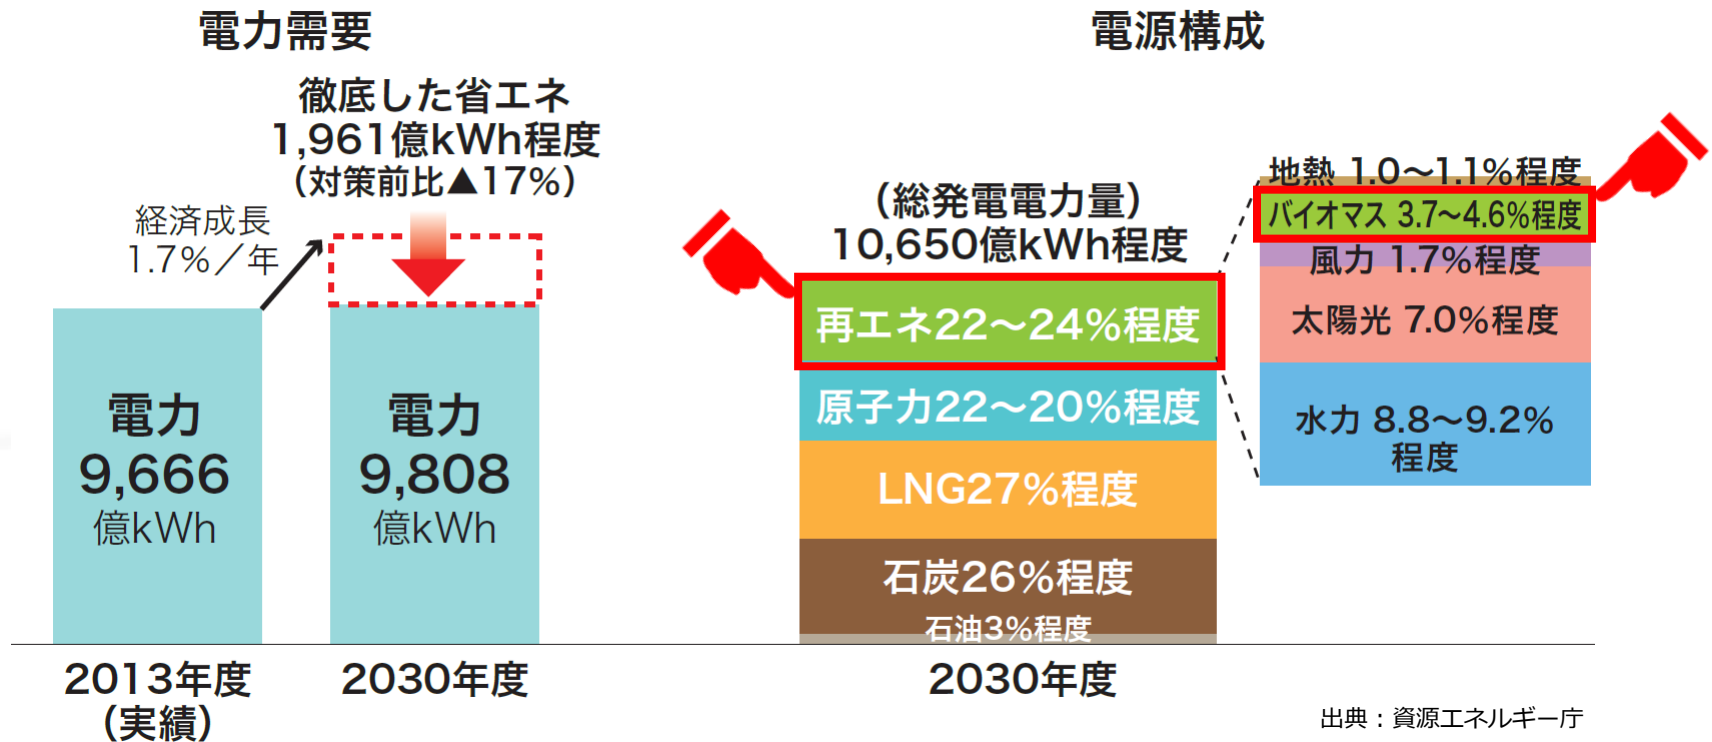 電力需要
徹底した省エネ
1,961億kWh程度
（対策前比▲17%）
経済成長
1.7%／年
電力
9,666
億kWh
電力
9,808
億kWh
2013年度
（実績）
2030年度
電源構成
（総発電電力量）
10,650億kWh程度
再エネ22～24%程度
原子力22～20%程度
LNG27%程度
石炭26%程度
石油3%程度
2030年度
地熱 1.0～1.1%程度
バイオマス 3.7～4.6%程度
風力 1.7%程度
太陽光 7.0%程度
水力 8.8～9.2%
程度
出典：資源エネルギー庁